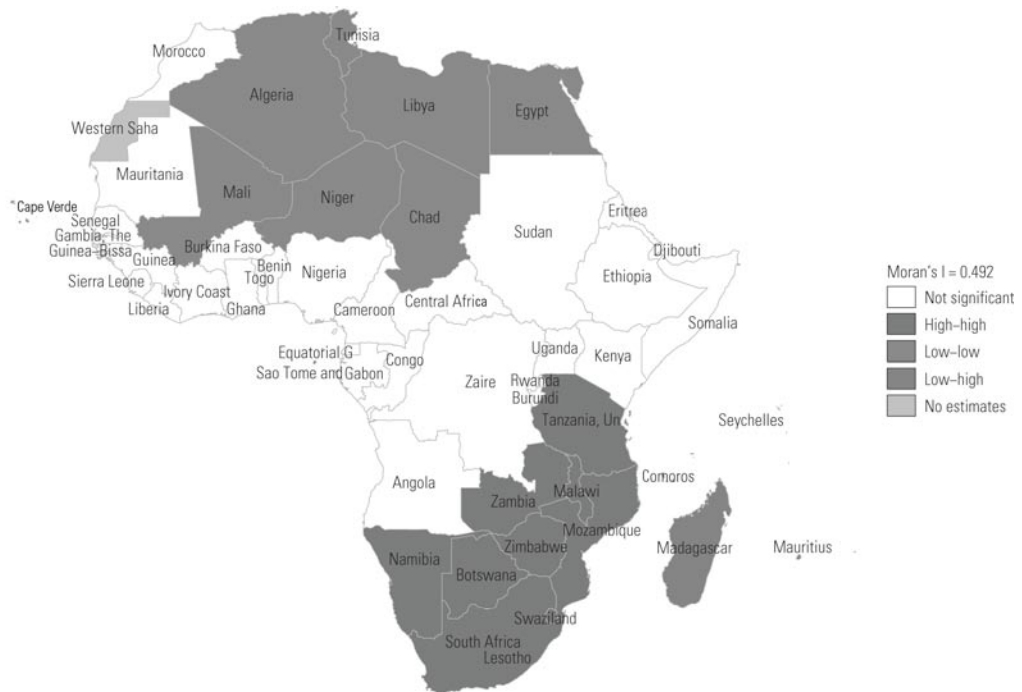 Tunisia
Morocco
Algeria
Libya
Egypt
Western Saha
Mauritania
Mali
Niger
Chad
Cape Verde
Senegal
Gambia, The
Guinea–Bissa
Guinea
Burkina Faso
Benin
Togo
Nigeria
Sudan
Eritrea
Djibouti
Ethiopia
Sierra Leone
Ivory Coast
Liberia
Ghana
Cameroon
Central Africa
Somalia
Equatorial G
Sao Tome and Gabon
Congo
Uganda
Kenya
Zaire
Rwanda
Burundi
Tanzania, Un
Seychelles
Angola
Zambia
Malawi
Comoros
Mozambique
Namibia
Zimbabwe
Madagascar
Mauritius
Botswana
Swaziland
South Africa
Lesotho
Moran's I = 0.492
Not significant
High–high
Low–low
Low–high
No estimates